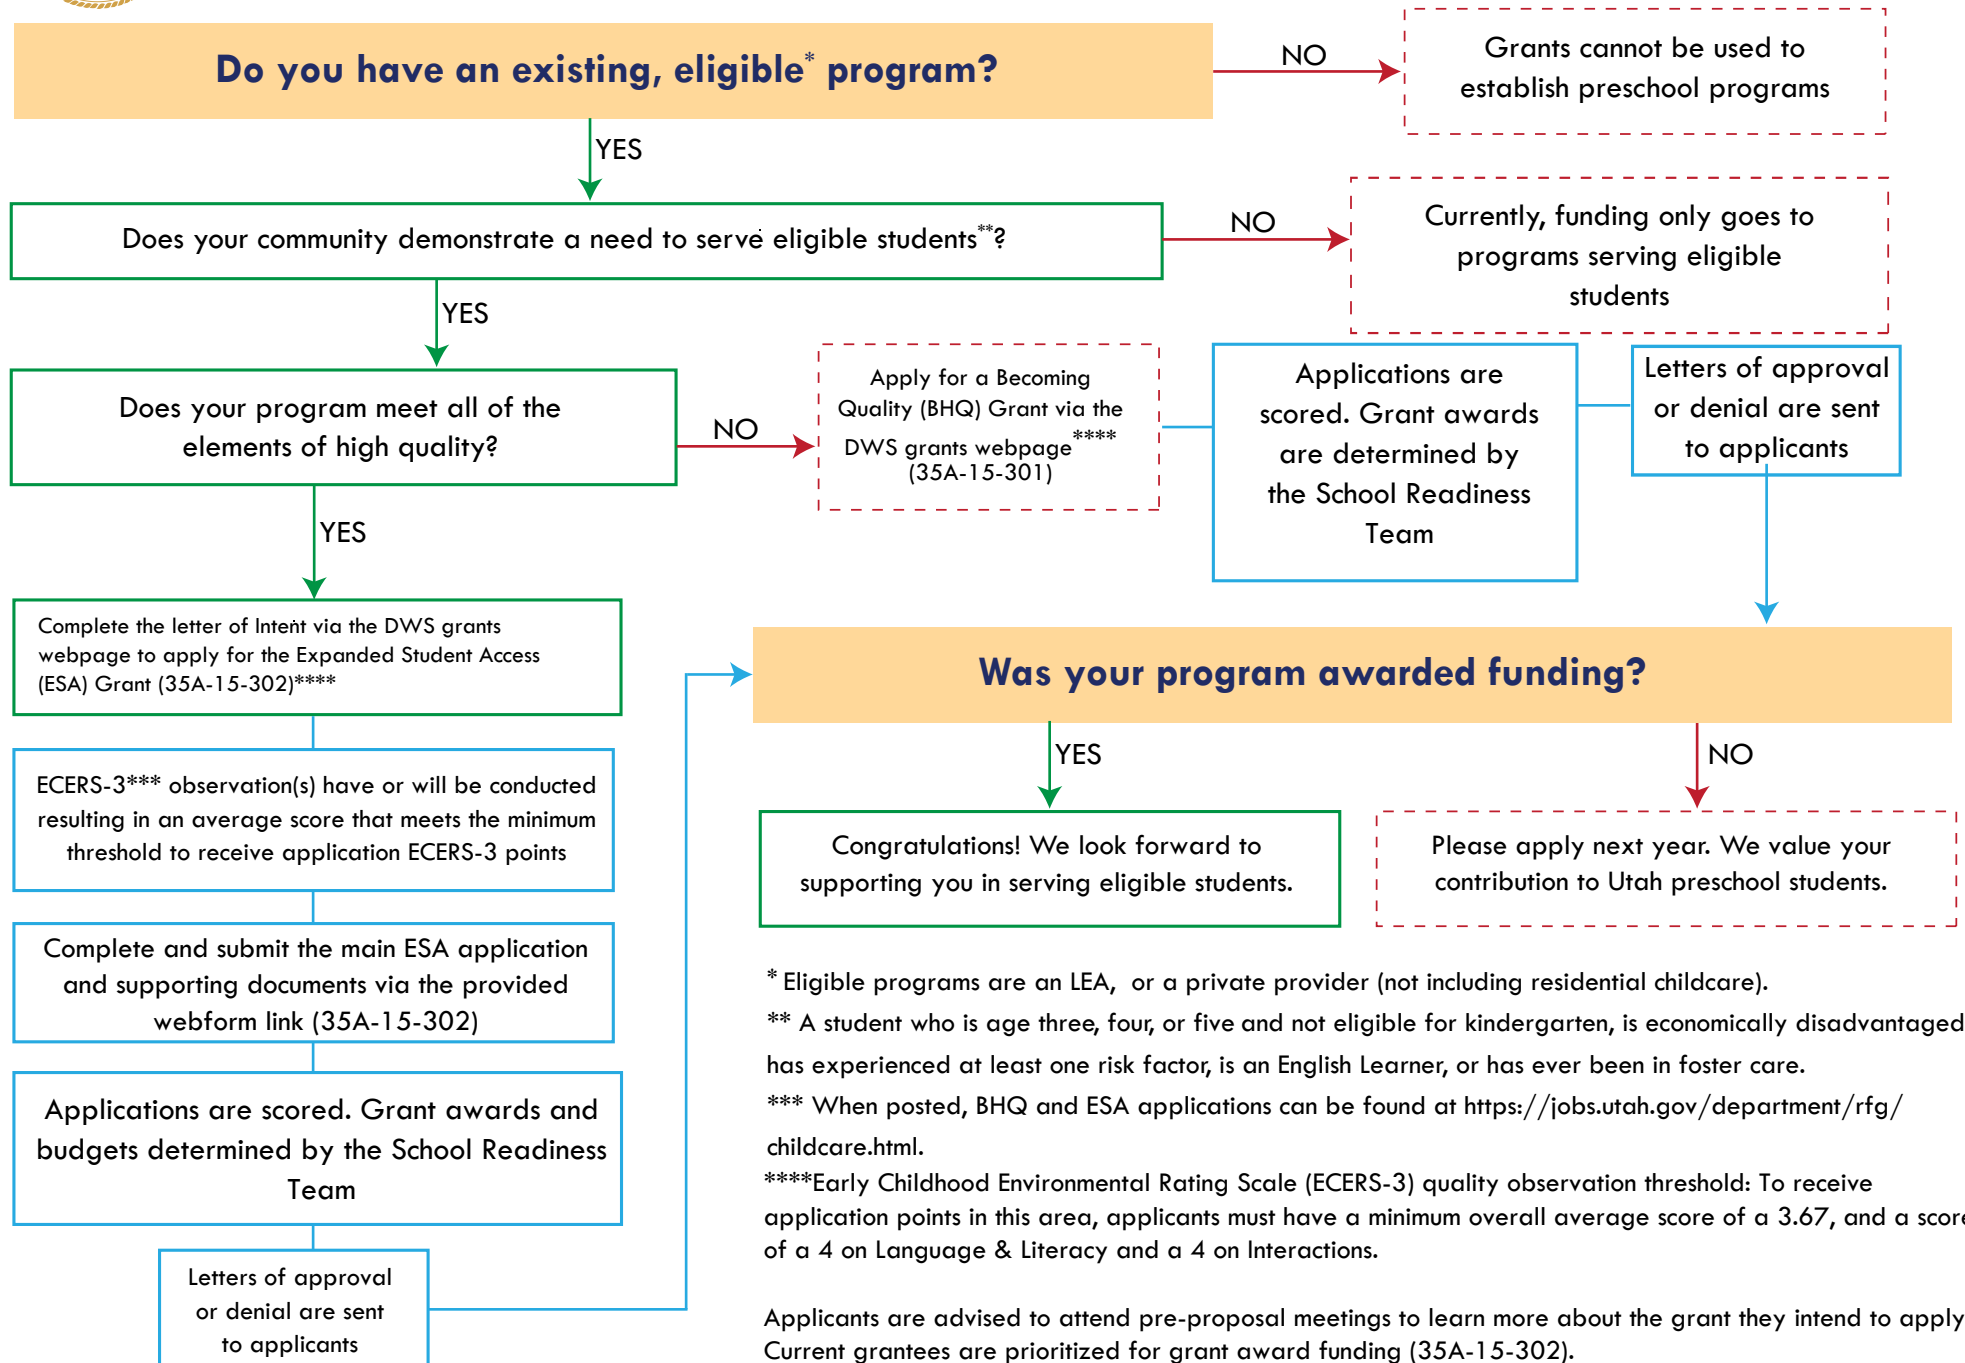 Do you have an existing, eligible* program?
NO
Grants cannot be used to
establish preschool programs
YES
Does your community demonstrate a need to serve eligible students**?
NO
Currently, funding only goes to
programs serving eligible
students
YES
Does your program meet all of the
elements of high quality?
NO
Apply for a Becoming
Quality (BHQ) Grant via the
DWS grants webpage****
(35A-15-301)
Applications are
scored. Grant awards
are determined by
the School Readiness
Team
Letters of approval
or denial are sent
to applicants
YES
Complete the letter of Intent via the DWS grants
webpage to apply for the Expanded Student Access
(ESA) Grant (35A-15-302)****
ECERS-3*** observation(s) have or will be conducted
resulting in an average score that meets the minimum
threshold to receive application ECERS-3 points
Complete and submit the main ESA application
and supporting documents via the provided
webform link (35A-15-302)
Applications are scored. Grant awards and
budgets determined by the School Readiness
Team
Letters of approval
or denial are sent
to applicants
Was your program awarded funding?
YES
NO
Congratulations! We look forward to
supporting you in serving eligible students.
Please apply next year. We value your
contribution to Utah preschool students.
* Eligible programs are an LEA, or a private provider (not including residential childcare).
** A student who is age three, four, or five and not eligible for kindergarten, is economically disadvantaged
has experienced at least one risk factor, is an English Learner, or has ever been in foster care.
*** When posted, BHQ and ESA applications can be found at https://jobs.utah.gov/department/rfg/
childcare.html.
****Early Childhood Environmental Rating Scale (ECERS-3) quality observation threshold: To receive
application points in this area, applicants must have a minimum overall average score of a 3.67, and a score
of a 4 on Language & Literacy and a 4 on Interactions.
Applicants are advised to attend pre-proposal meetings to learn more about the grant they intend to apply
Current grantees are prioritized for grant award funding (35A-15-302).